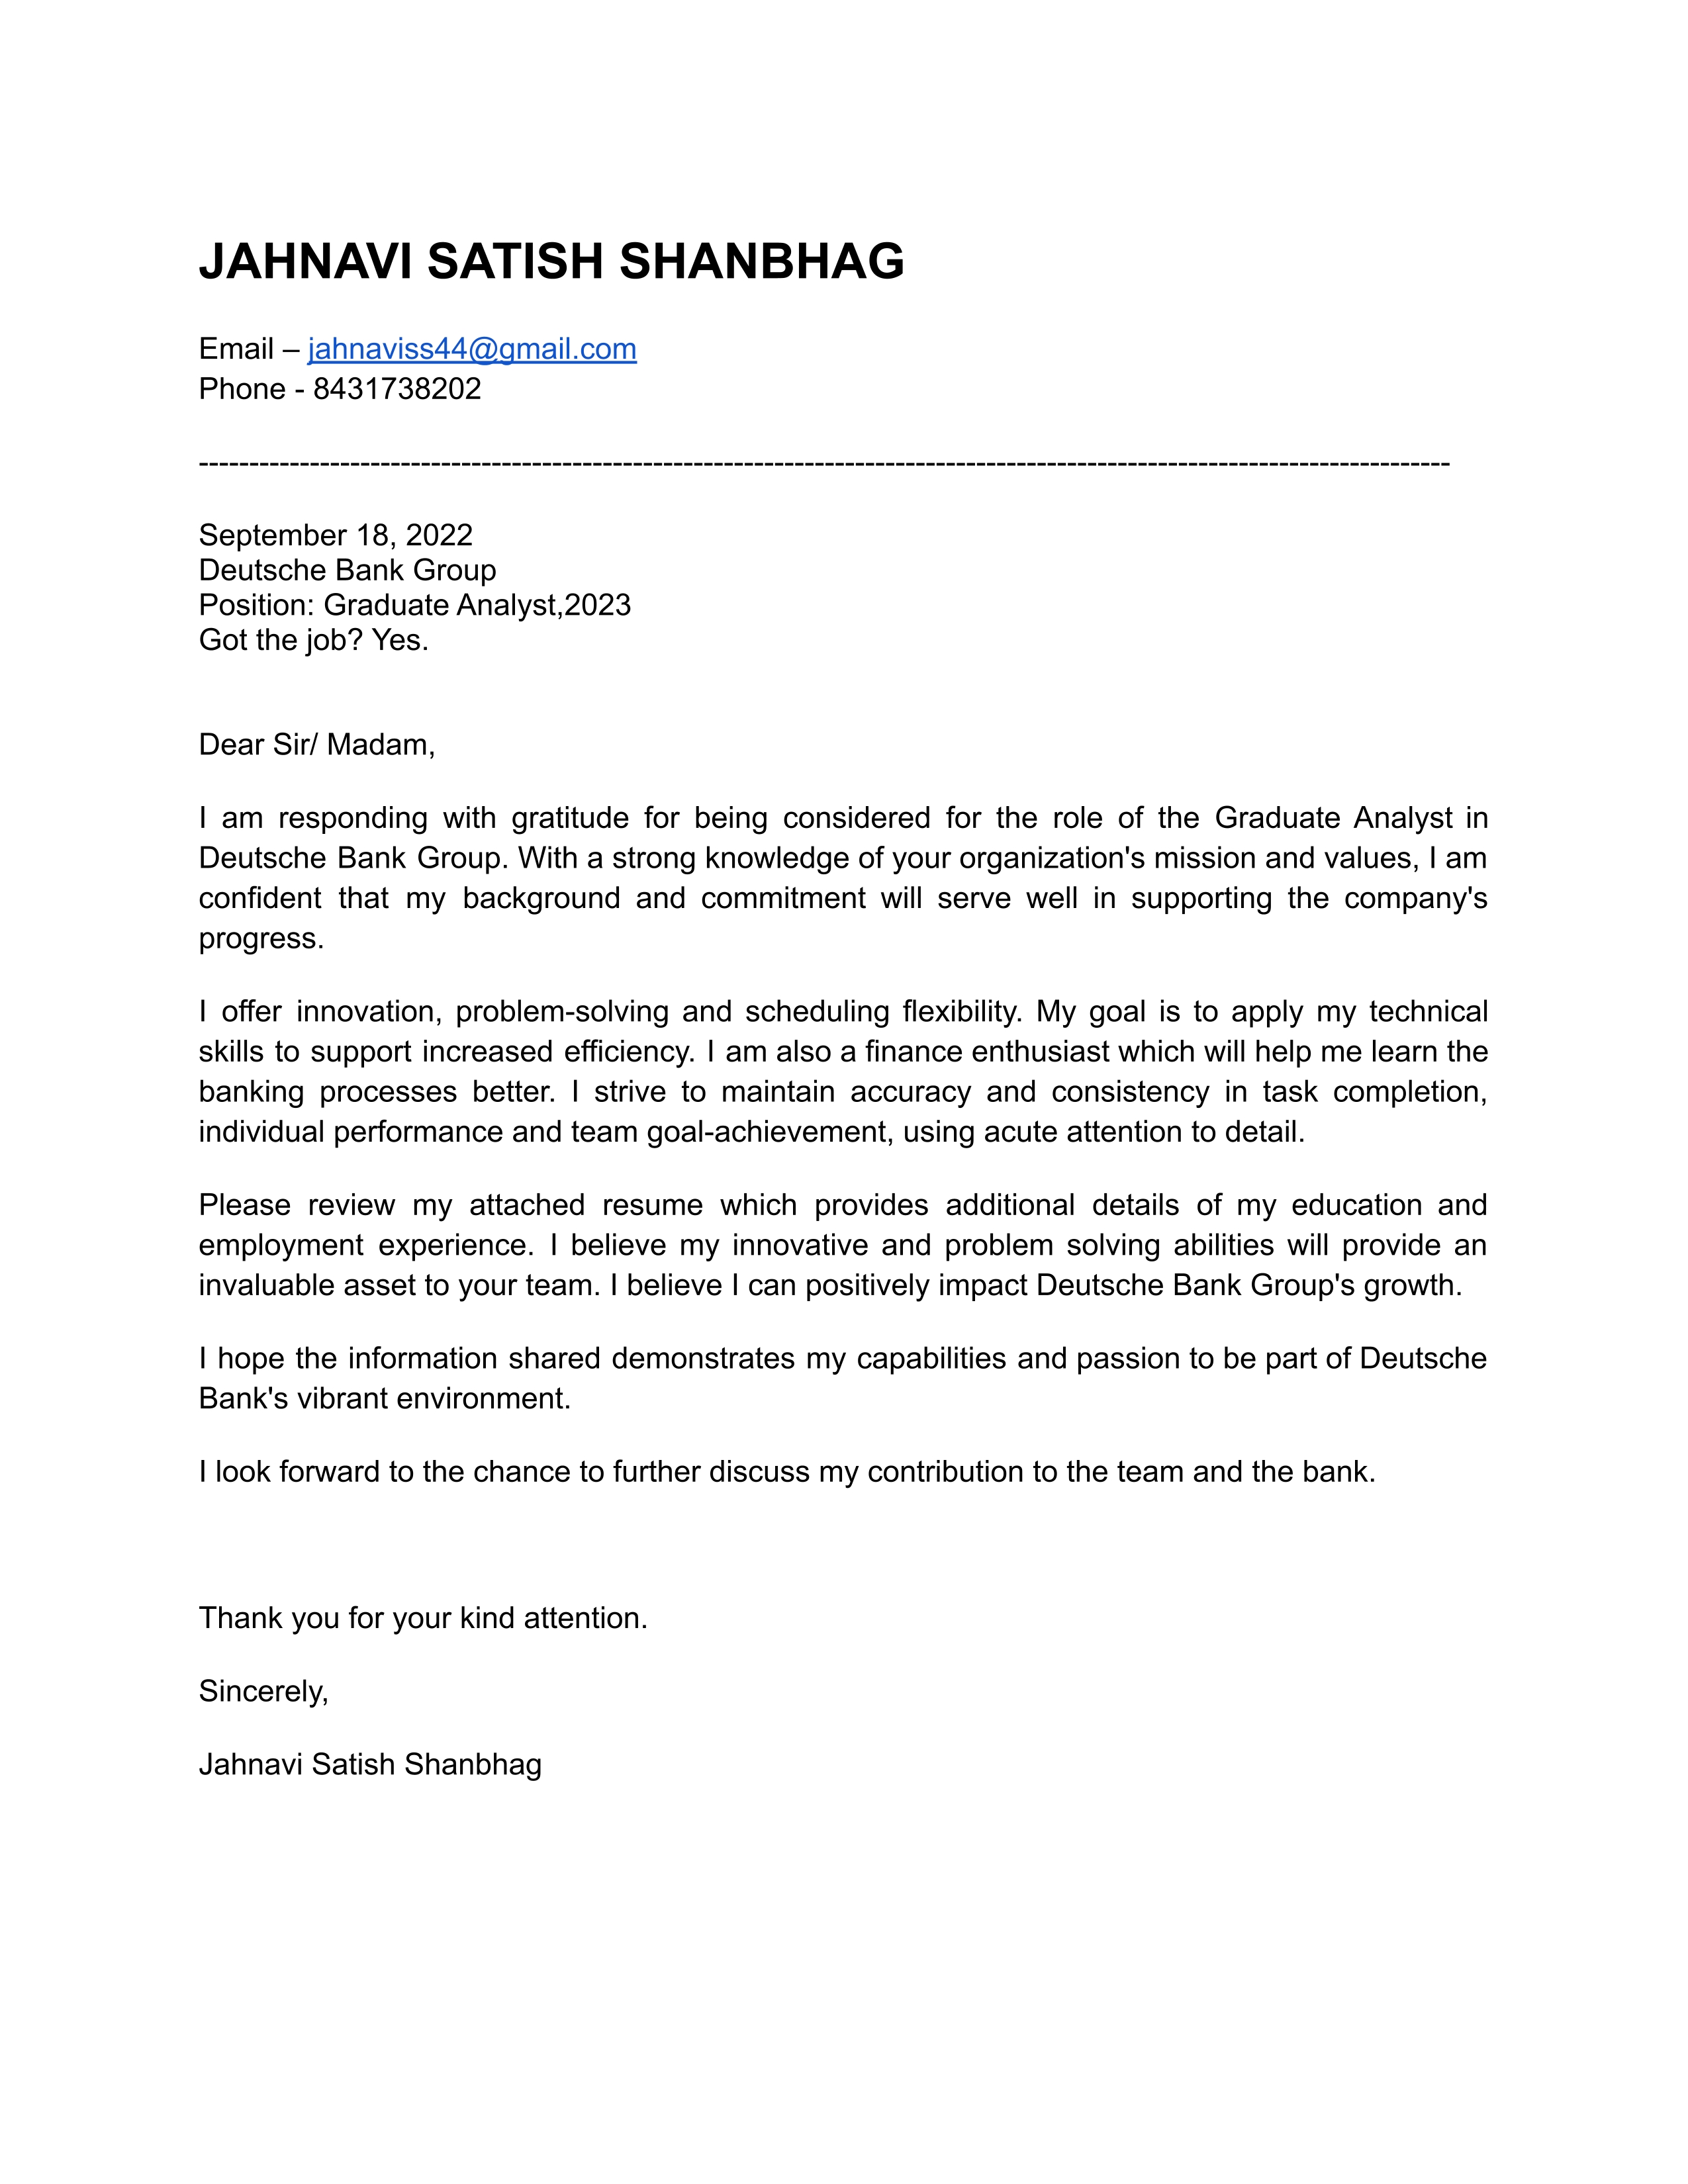 JAHNAVI SATISH SHANBHAG
Email – jahnaviss44@gmail.com
Phone - 8431738202
-----------------------------------------------------------------------------------------------------------------------------
September 18, 2022
Deutsche Bank Group
Position: Graduate Analyst,2023
Got the job? Yes.
Dear Sir/ Madam,
I am responding with gratitude for being considered for the role of the Graduate Analyst in
Deutsche Bank Group. With a strong knowledge of your organization's mission and values, I am
confident that my background and commitment will serve well in supporting the company's
progress.
I offer innovation, problem-solving and scheduling flexibility. My goal is to apply my technical
skills to support increased efficiency. I am also a finance enthusiast which will help me learn the
banking processes better. I strive to maintain accuracy and consistency in task completion,
individual performance and team goal-achievement, using acute attention to detail.
Please review my attached resume which provides additional details of my education and
employment experience. I believe my innovative and problem solving abilities will provide an
invaluable asset to your team. I believe I can positively impact Deutsche Bank Group's growth.
I hope the information shared demonstrates my capabilities and passion to be part of Deutsche
Bank's vibrant environment.
I look forward to the chance to further discuss my contribution to the team and the bank.
Thank you for your kind attention.
Sincerely,
Jahnavi Satish Shanbhag